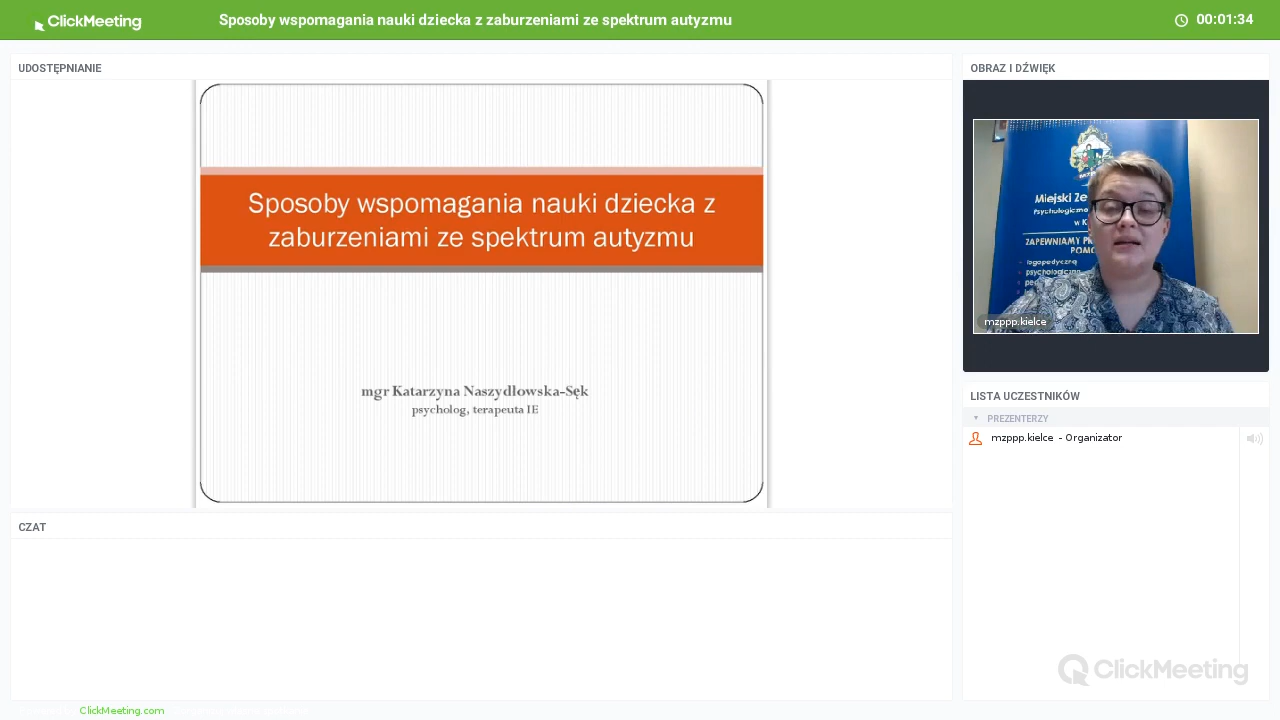 ClickMeeting
Sposoby wspomagania nauki dziecka z zaburzeniami ze spektrum autyzmu
00:01:34
UDOSTĘPNIANIE
Sposoby wspomagania nauki dziecka z
zaburzeniami ze spektrum autyzmu
mgr Katarzyna Naszydłowska-Sęk
psycholog, terapeuta IE
CZAT
OBRAZ I DŹWIĘK
Miejski
w K
ZAPEWNIAMY
logopedyczną
psychologiczną
mzppp.kielce
LISTA UCZESTNIKÓW
PREZENTERZY
mzppp.kielce - Organizator
ClickMeeting
ClickMeeting.com